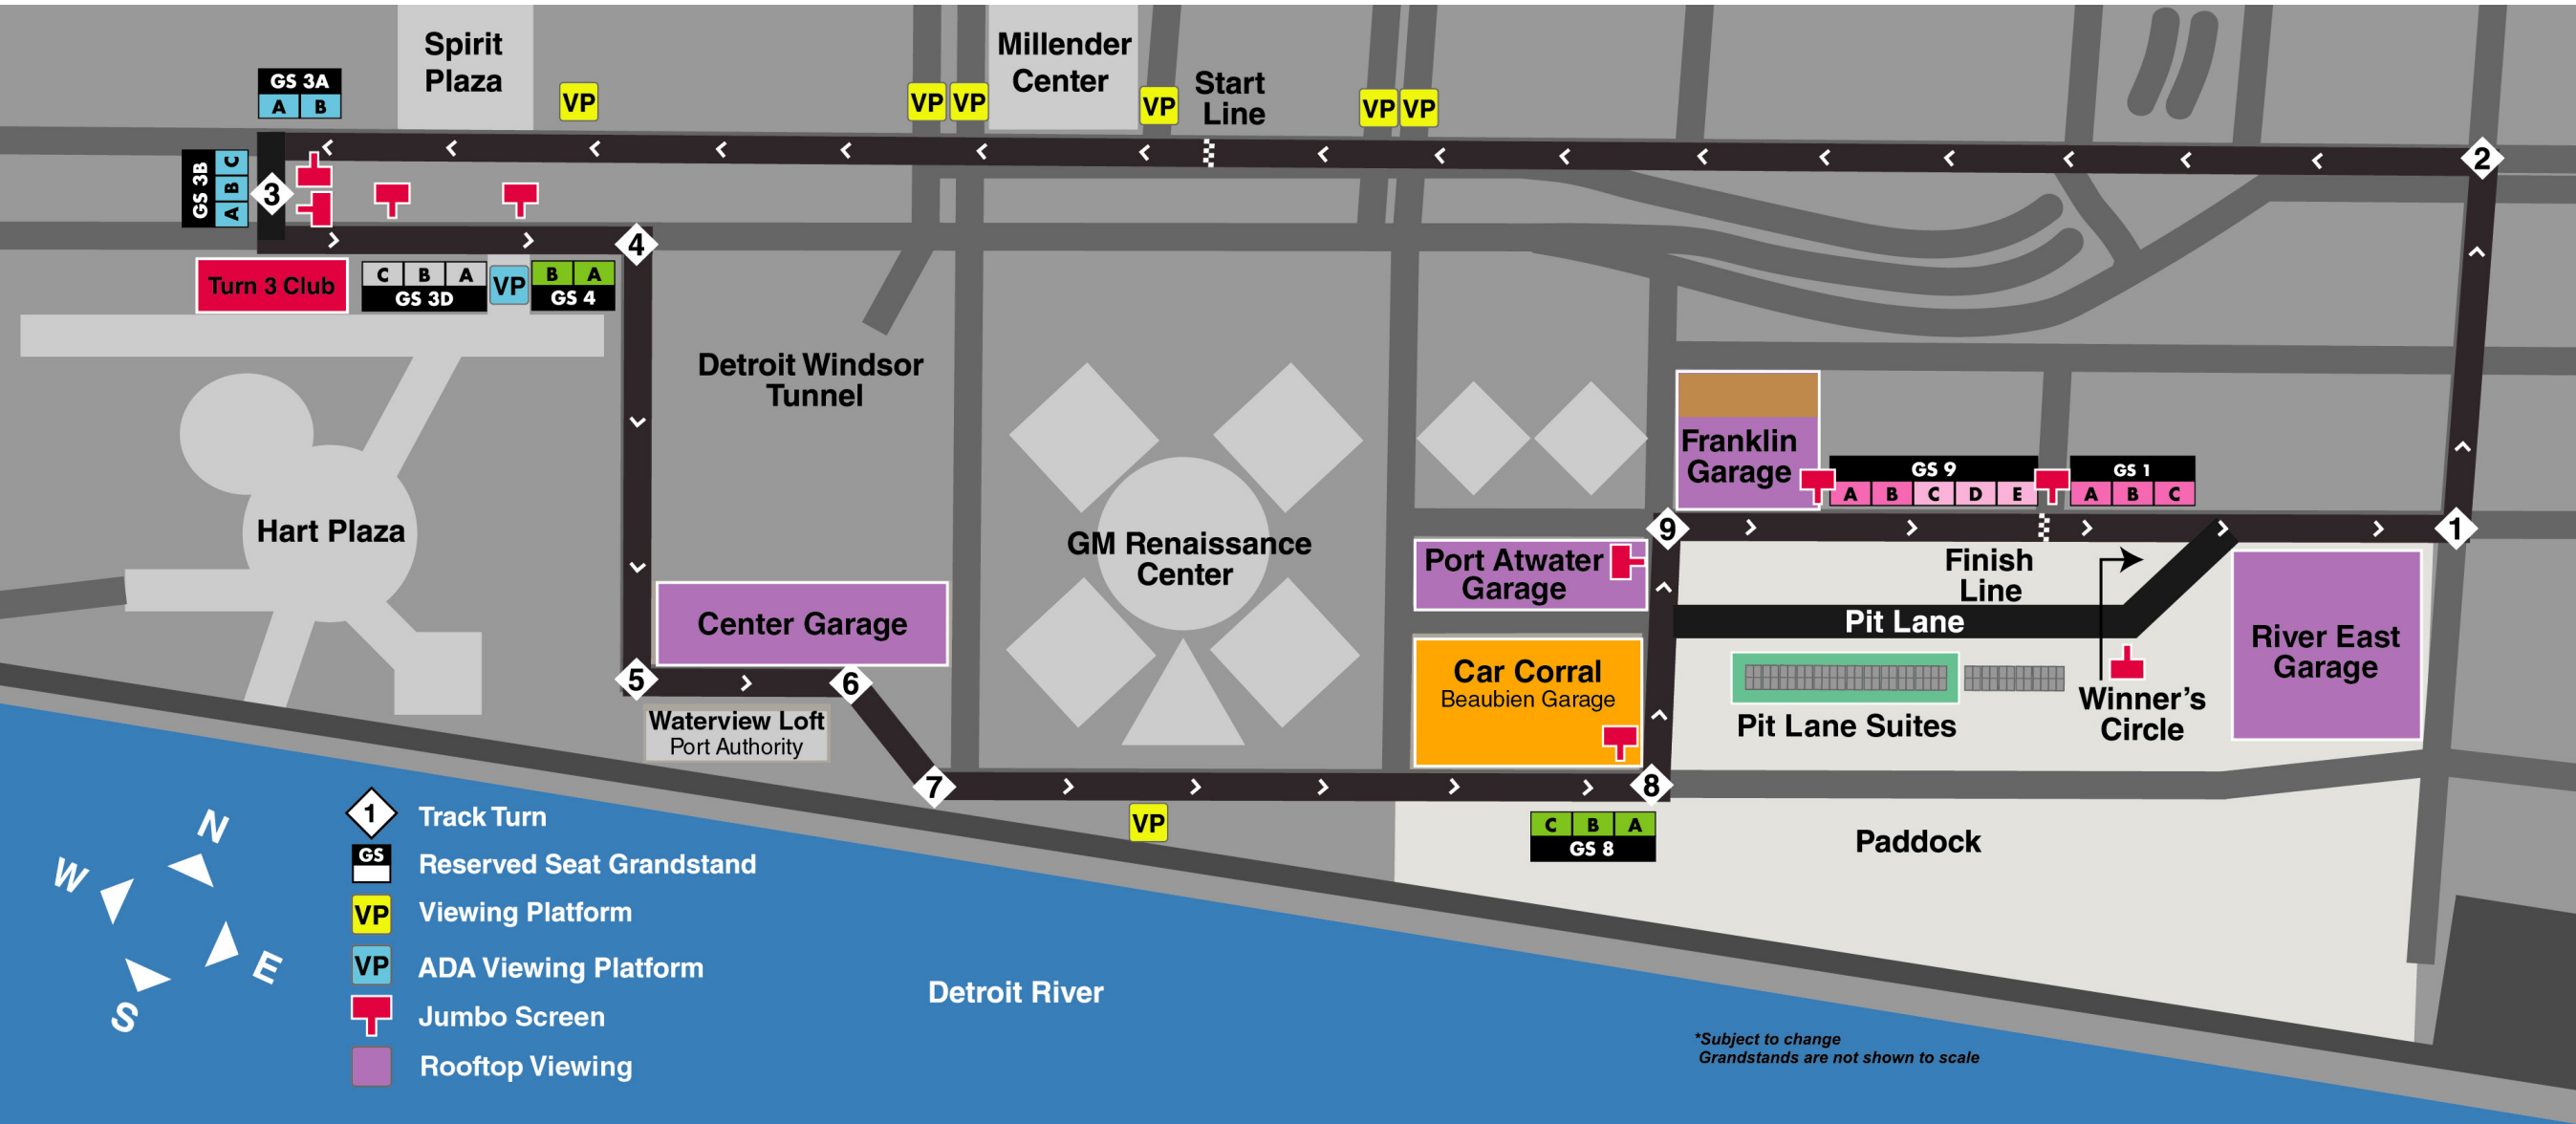 Spirit
Plaza
Millender
Center
Start
Line
GS 3A
A B
VP
VP VP
VP
VP VP
2
GS 3B
A B C
3
4
Turn 3 Club
C B A
GS 3D
VP
B A
GS 4
Detroit Windsor
Tunnel
Franklin
Garage
GS 9
A B C D E
GS 1
A B C
Hart Plaza
GM Renaissance
Center
9
1
Port Atwater
Garage
Finish
Line
Pit Lane
Center Garage
River East
Garage
5
6
Car Corral
Beaubien Garage
Winner's
Circle
Pit Lane Suites
Waterview Loft
Port Authority
7
8
VP
C B A
GS 8
Paddock
N
W
E
S
1 Track Turn
GS Reserved Seat Grandstand
VP Viewing Platform
VP ADA Viewing Platform
Jumbo Screen
Rooftop Viewing
Detroit River
*Subject to change
Grandstands are not shown to scale